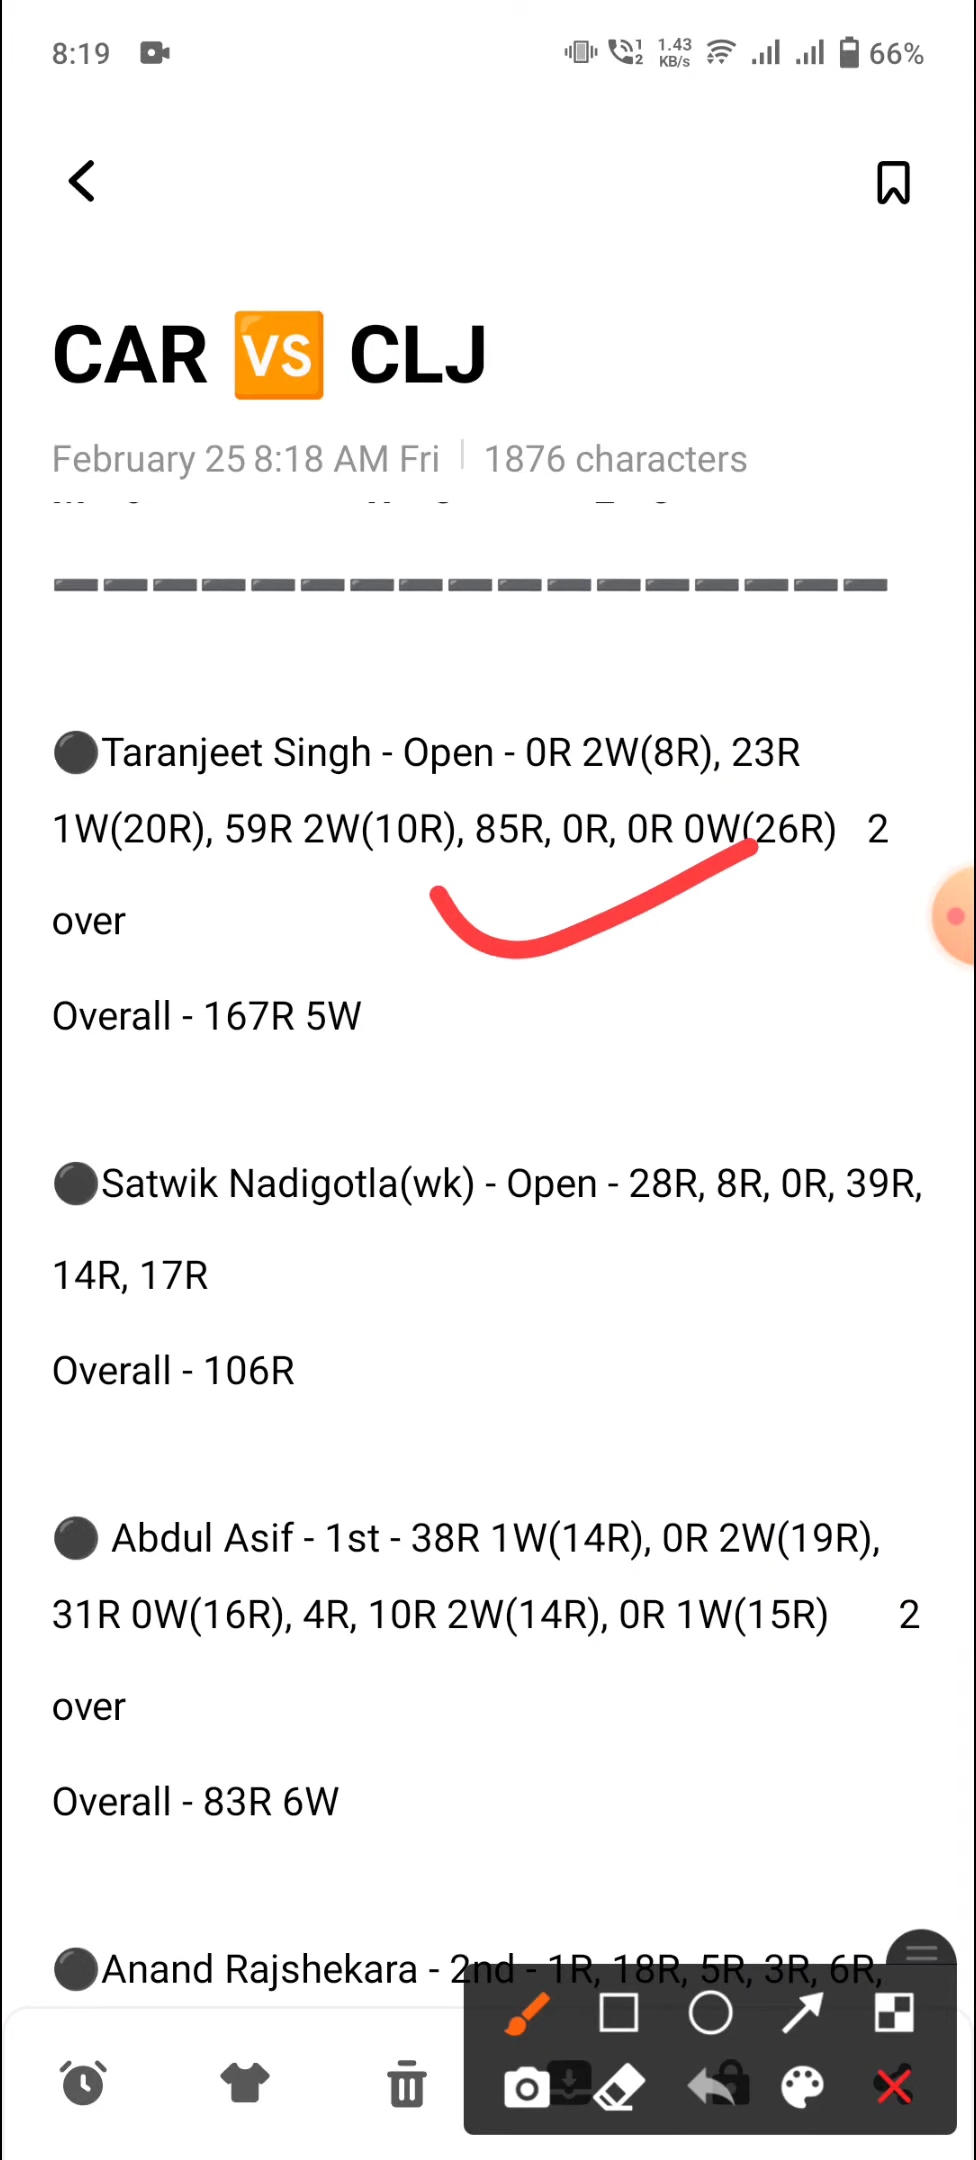 8:19 1 2 1.43 KB/s 66%
CAR VS CLJ
February 25 8:18 AM Fri | 1876 characters
Taranjeet Singh - Open - 0R 2W(8R), 23R
1W(20R), 59R 2W(10R), 85R, 0R, 0R 0W(26R) 2
over
Overall - 167R 5W
Satwik Nadigotla(wk) - Open - 28R, 8R, 0R, 39R,
14R, 17R
Overall - 106R
Abdul Asif - 1st - 38R 1W(14R), 0R 2W(19R),
31R 0W(16R), 4R, 10R 2W(14R), 0R 1W(15R) 2
over
Overall - 83R 6W
Anand Rajshekara - 2nd - 1R, 18R, 5R, 3R, 6R,